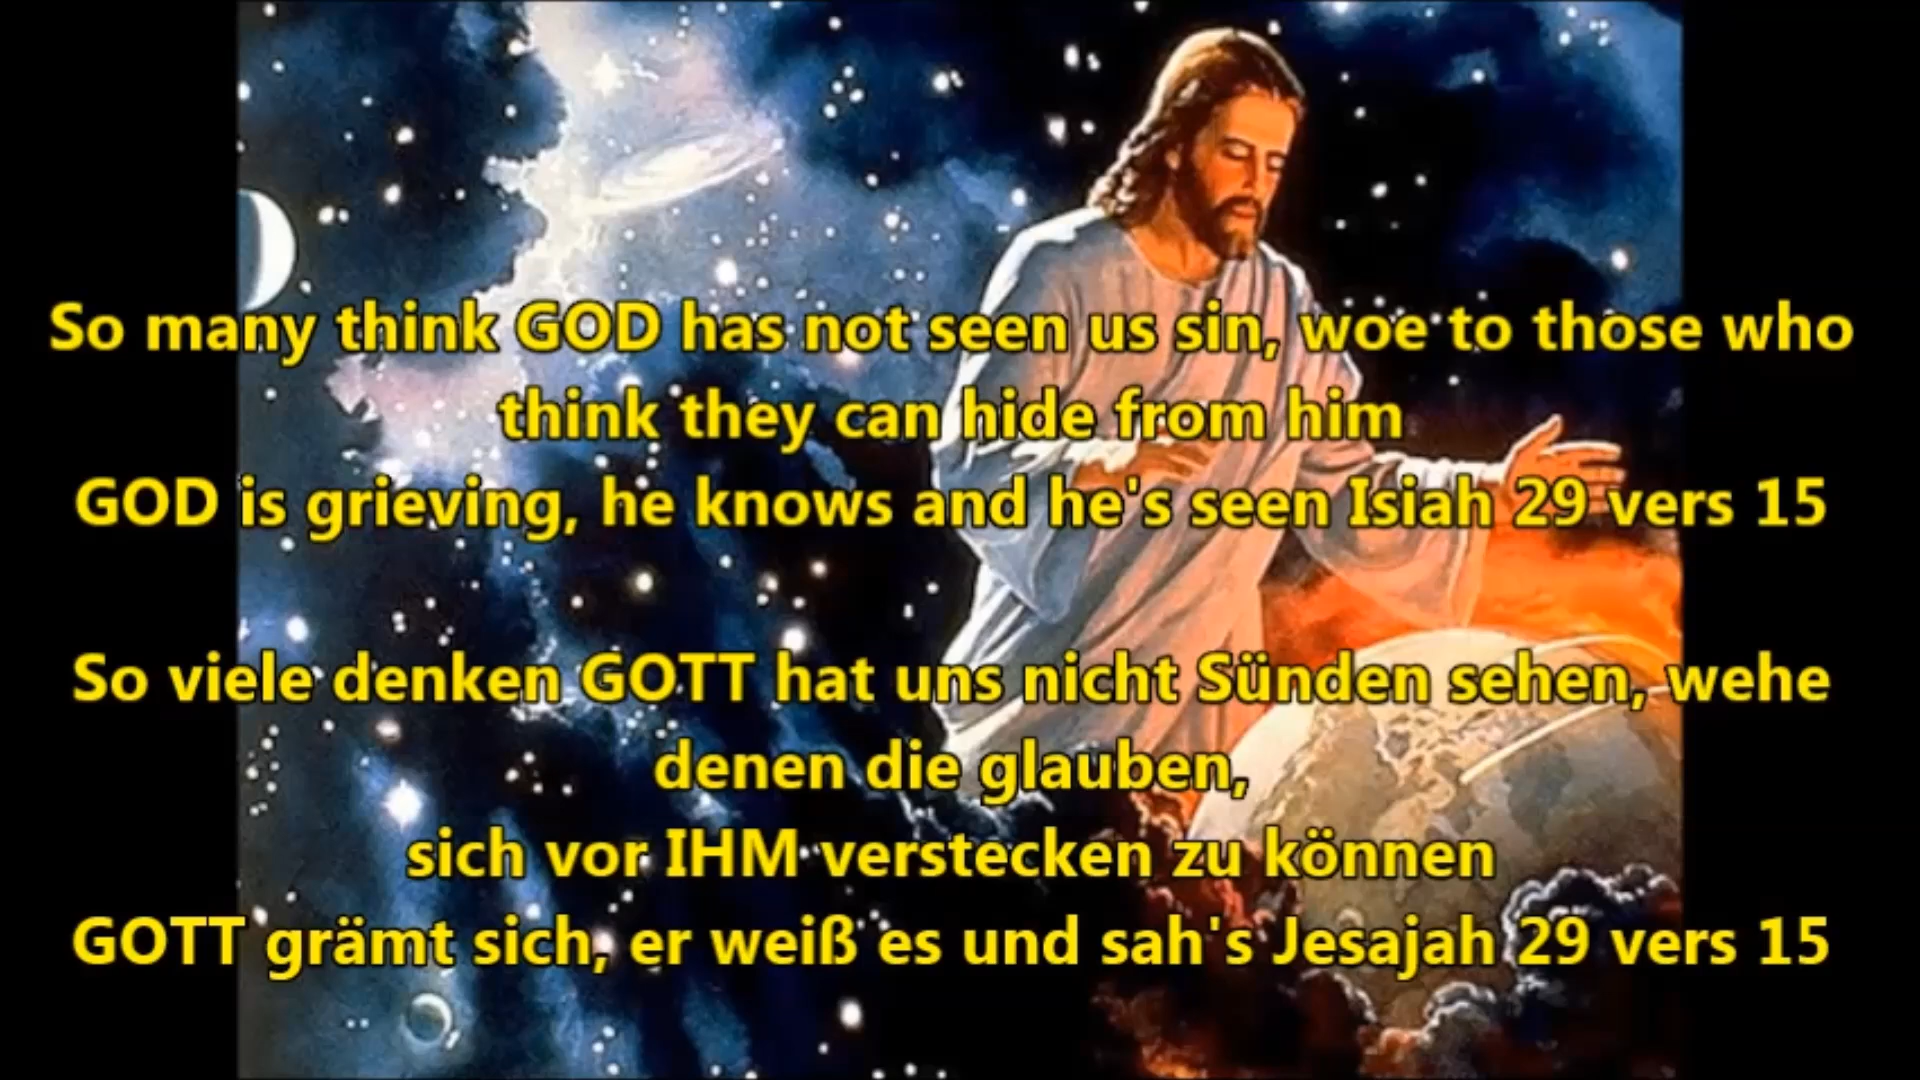 So many think GOD has not seen us sin, woe to those who
think they can hide from him
GOD is grieving, he knows and he's seen Isiah 29 vers 15
So viele denken GOTT hat uns nicht Sünden sehen, wehe
denen die glauben,
sich vor IHM verstecken zu können
GOTT grämt sich, er weiß es und sah's Jesajah 29 vers 15